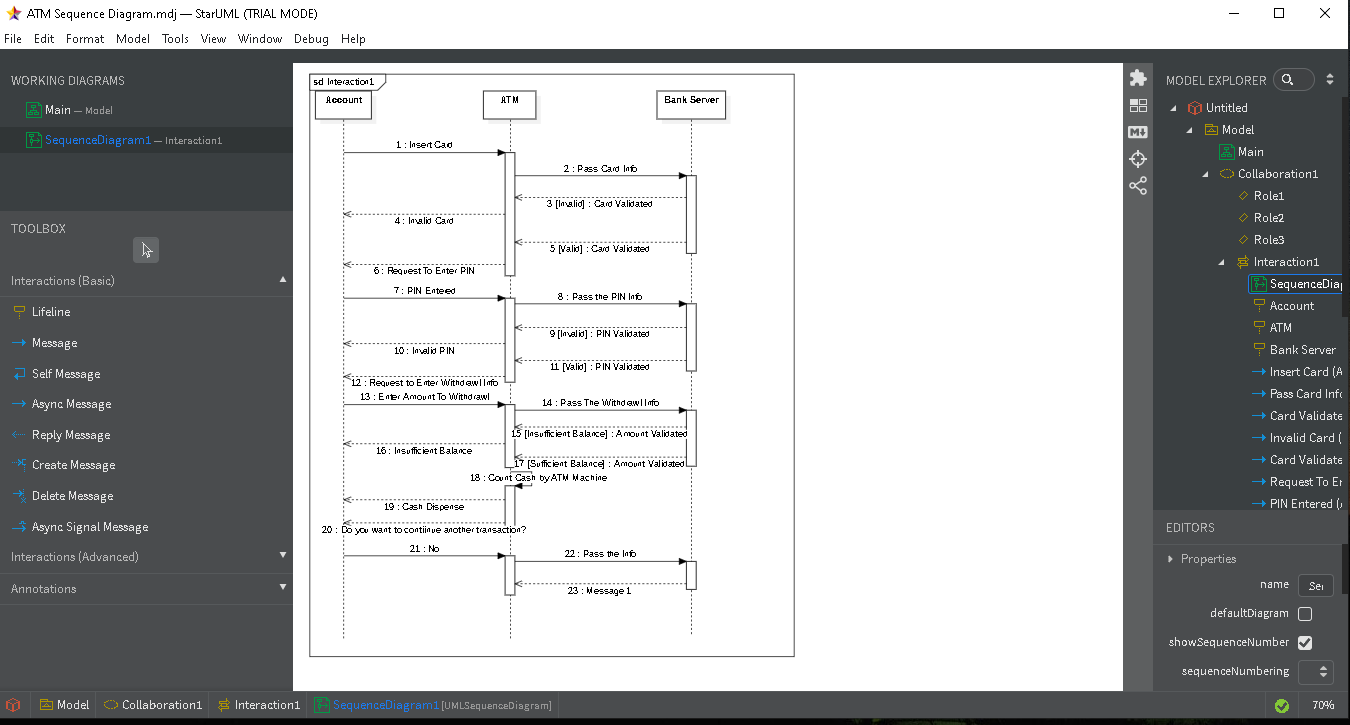 ATM Sequence Diagram.mdj — StarUML (TRIAL MODE)
File Edit Format Model Tools View Window Debug Help
WORKING DIAGRAMS
Main — Model
SequenceDiagram1 — Interaction1
TOOLBOX
Interactions (Basic)
Lifeline
Message
Self Message
Async Message
Reply Message
Create Message
Delete Message
Async Signal Message
Interactions (Advanced)
Annotations
sd Interaction1
Account ATM Bank Server
1 : Insert Card
2 : Pass Card Info
3 [Invalid] : Card Validated
4 : Invalid Card
5 [Valid] : Card Validated
6 : Request To Enter PIN
7 : PIN Entered
8 : Pass the PIN Info
9 [Invalid] : PIN Validated
10 : Invalid PIN
11 [Valid] : PIN Validated
12 : Request to Enter Withdrawl Info
13 : Enter Amount To Withdrawl
14 : Pass The Withdrawl Info
15 [Insufficient Balance] : Amount Validated
16 : Insufficient Balance
17 [Sufficient Balance] : Amount Validated
18 : Count Cash by ATM Machine
19 : Cash Dispense
20 : Do you want to contiinue another transaction?
21 : No
22 : Pass the Info
23 : Message1
MODEL EXPLORER
Untitled
Model
Main
Collaboration1
Role1
Role2
Role3
Interaction1
SequenceDia
Account
ATM
Bank Server
Insert Card (A
Pass Card Info
Card Validate
Invalid Card (
Card Validate
Request To En
PIN Entered (
EDITORS
Properties
name Se
defaultDiagram
showSequenceNumber
sequenceNumbering
Model Collaboration1 Interaction1 SequenceDiagram1 [UMLSequenceDiagram] 70%